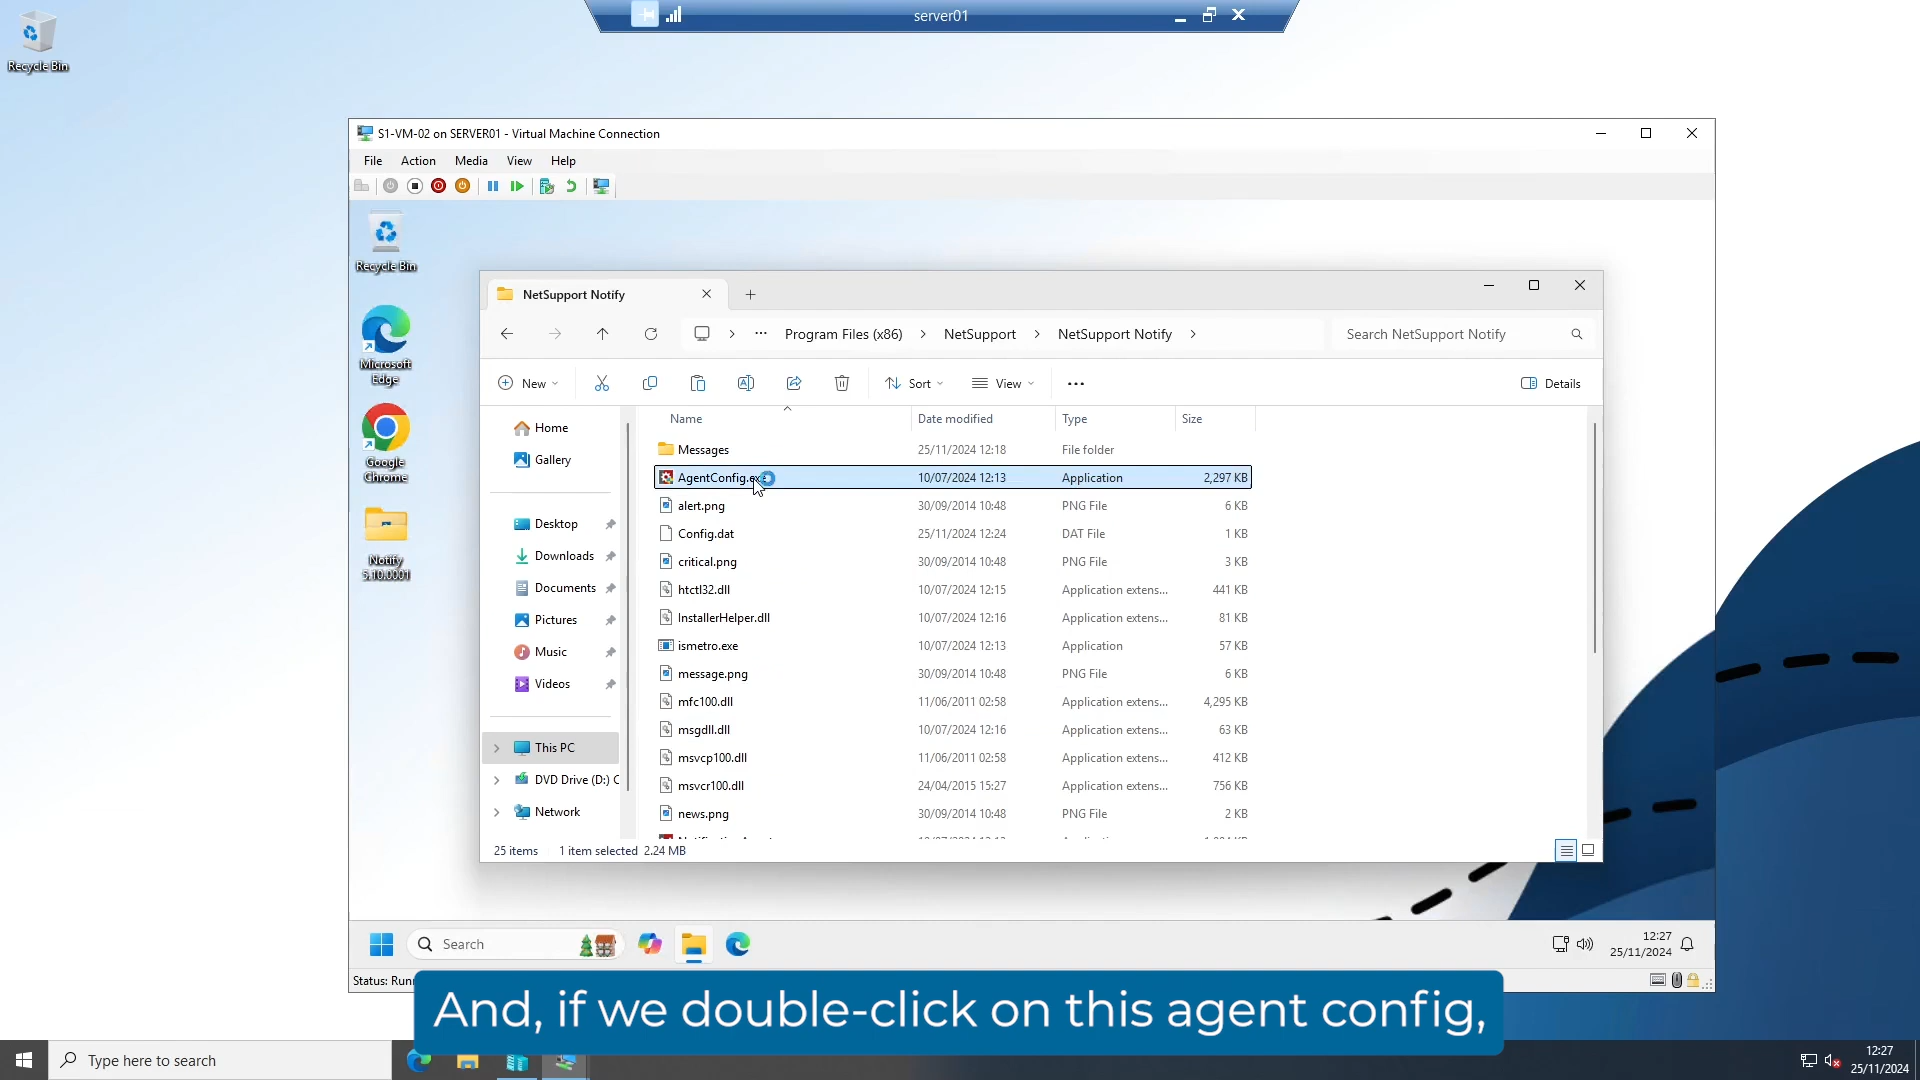 server01
Recycle Bin
S1-VM-02 on SERVER01 - Virtual Machine Connection
File Action Media View Help
Recycle Bin
Microsoft
Edge
Google
Chrome
Notify
5.10.0001
NetSupport Notify
Program Files (x86) NetSupport NetSupport Notify
Search NetSupport Notify
New Sort View Details
Home
Gallery
Desktop
Downloads
Documents
Pictures
Music
Videos
This PC
DVD Drive (D:) C
Network
Name Date modified Type Size
Messages 25/11/2024 12:18 File folder
AgentConfig.exe 10/07/2024 12:13 Application 2,297 KB
alert.png 30/09/2014 10:48 PNG File 6 KB
Config.dat 25/11/2024 12:24 DAT File 1 KB
critical.png 30/09/2014 10:48 PNG File 3 KB
htctl32.dll 10/07/2024 12:15 Application extens... 441 KB
InstallerHelper.dll 10/07/2024 12:16 Application extens... 81 KB
ismetro.exe 10/07/2024 12:13 Application 57 KB
message.png 30/09/2014 10:48 PNG File 6 KB
mfc100.dll 11/06/2011 02:58 Application extens... 4,295 KB
msgdll.dll 10/07/2024 12:16 Application extens... 63 KB
msvcp100.dll 11/06/2011 02:58 Application extens... 412 KB
msvcr100.dll 24/04/2015 15:27 Application extens... 756 KB
news.png 30/09/2014 10:48 PNG File 2 KB
25 items 1 item selected 2.24 MB
Search
12:27
25/11/2024
Status: Runn
And, if we double-click on this agent config,
Type here to search
12:27
25/11/2024